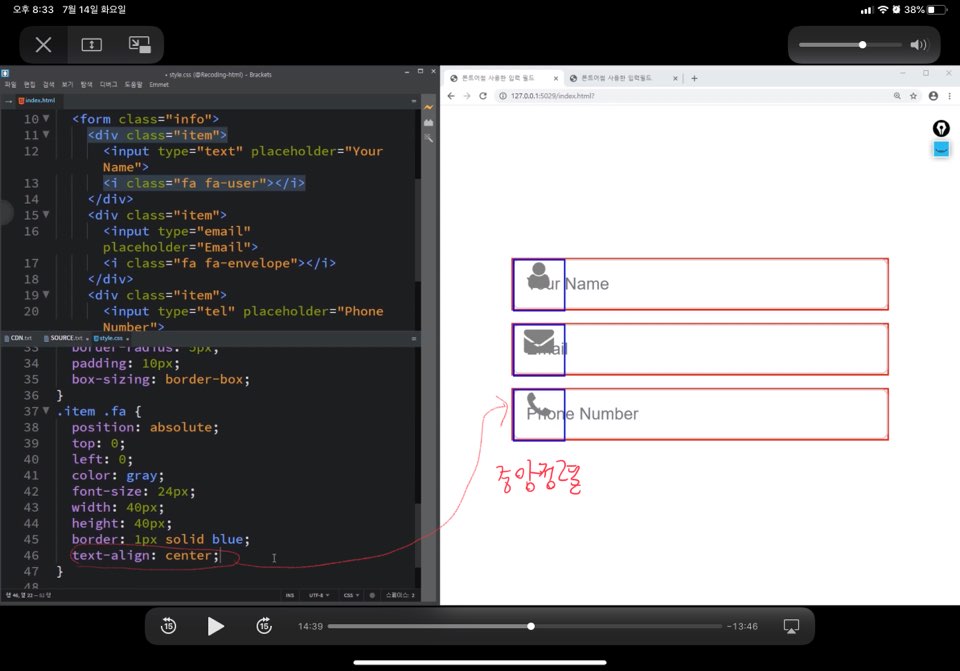 오후 8:33 7월 14일 화요일
38%
style.css (@Recoding-html) - Brackets
파일 편집 검색 보기 탐색 디버그 도움말 Emmet
index.html
10 <form class="info">
11 <div class="item">
12 <input type="text" placeholder="Your
Name">
13 <i class="fa fa-user"></i>
14 </div>
15 <div class="item">
16 <input type="email"
placeholder="Email">
17 <i class="fa fa-envelope"></i>
18 </div>
19 <div class="item">
20 <input type="tel" placeholder="Phone
Number">
CDN.txt SOURCE.txt style.css
33 border-radius: 5px;
34 padding: 10px;
35 box-sizing: border-box;
36 }
37 .item .fa {
38 position: absolute;
39 top: 0;
40 left: 0;
41 color: gray;
42 font-size: 24px;
43 width: 40px;
44 height: 40px;
45 border: 1px solid blue;
46 text-align: center;
47 }
48
INS UTF-8 CSS 스페이스: 2
폰트어썸 사용한 입력 필드
폰트어썸 사용한 입력필드
127.0.0.1:5029/index.html?
Your Name
Email
Phone Number
중앙정렬
15 15 14:39 -13:46